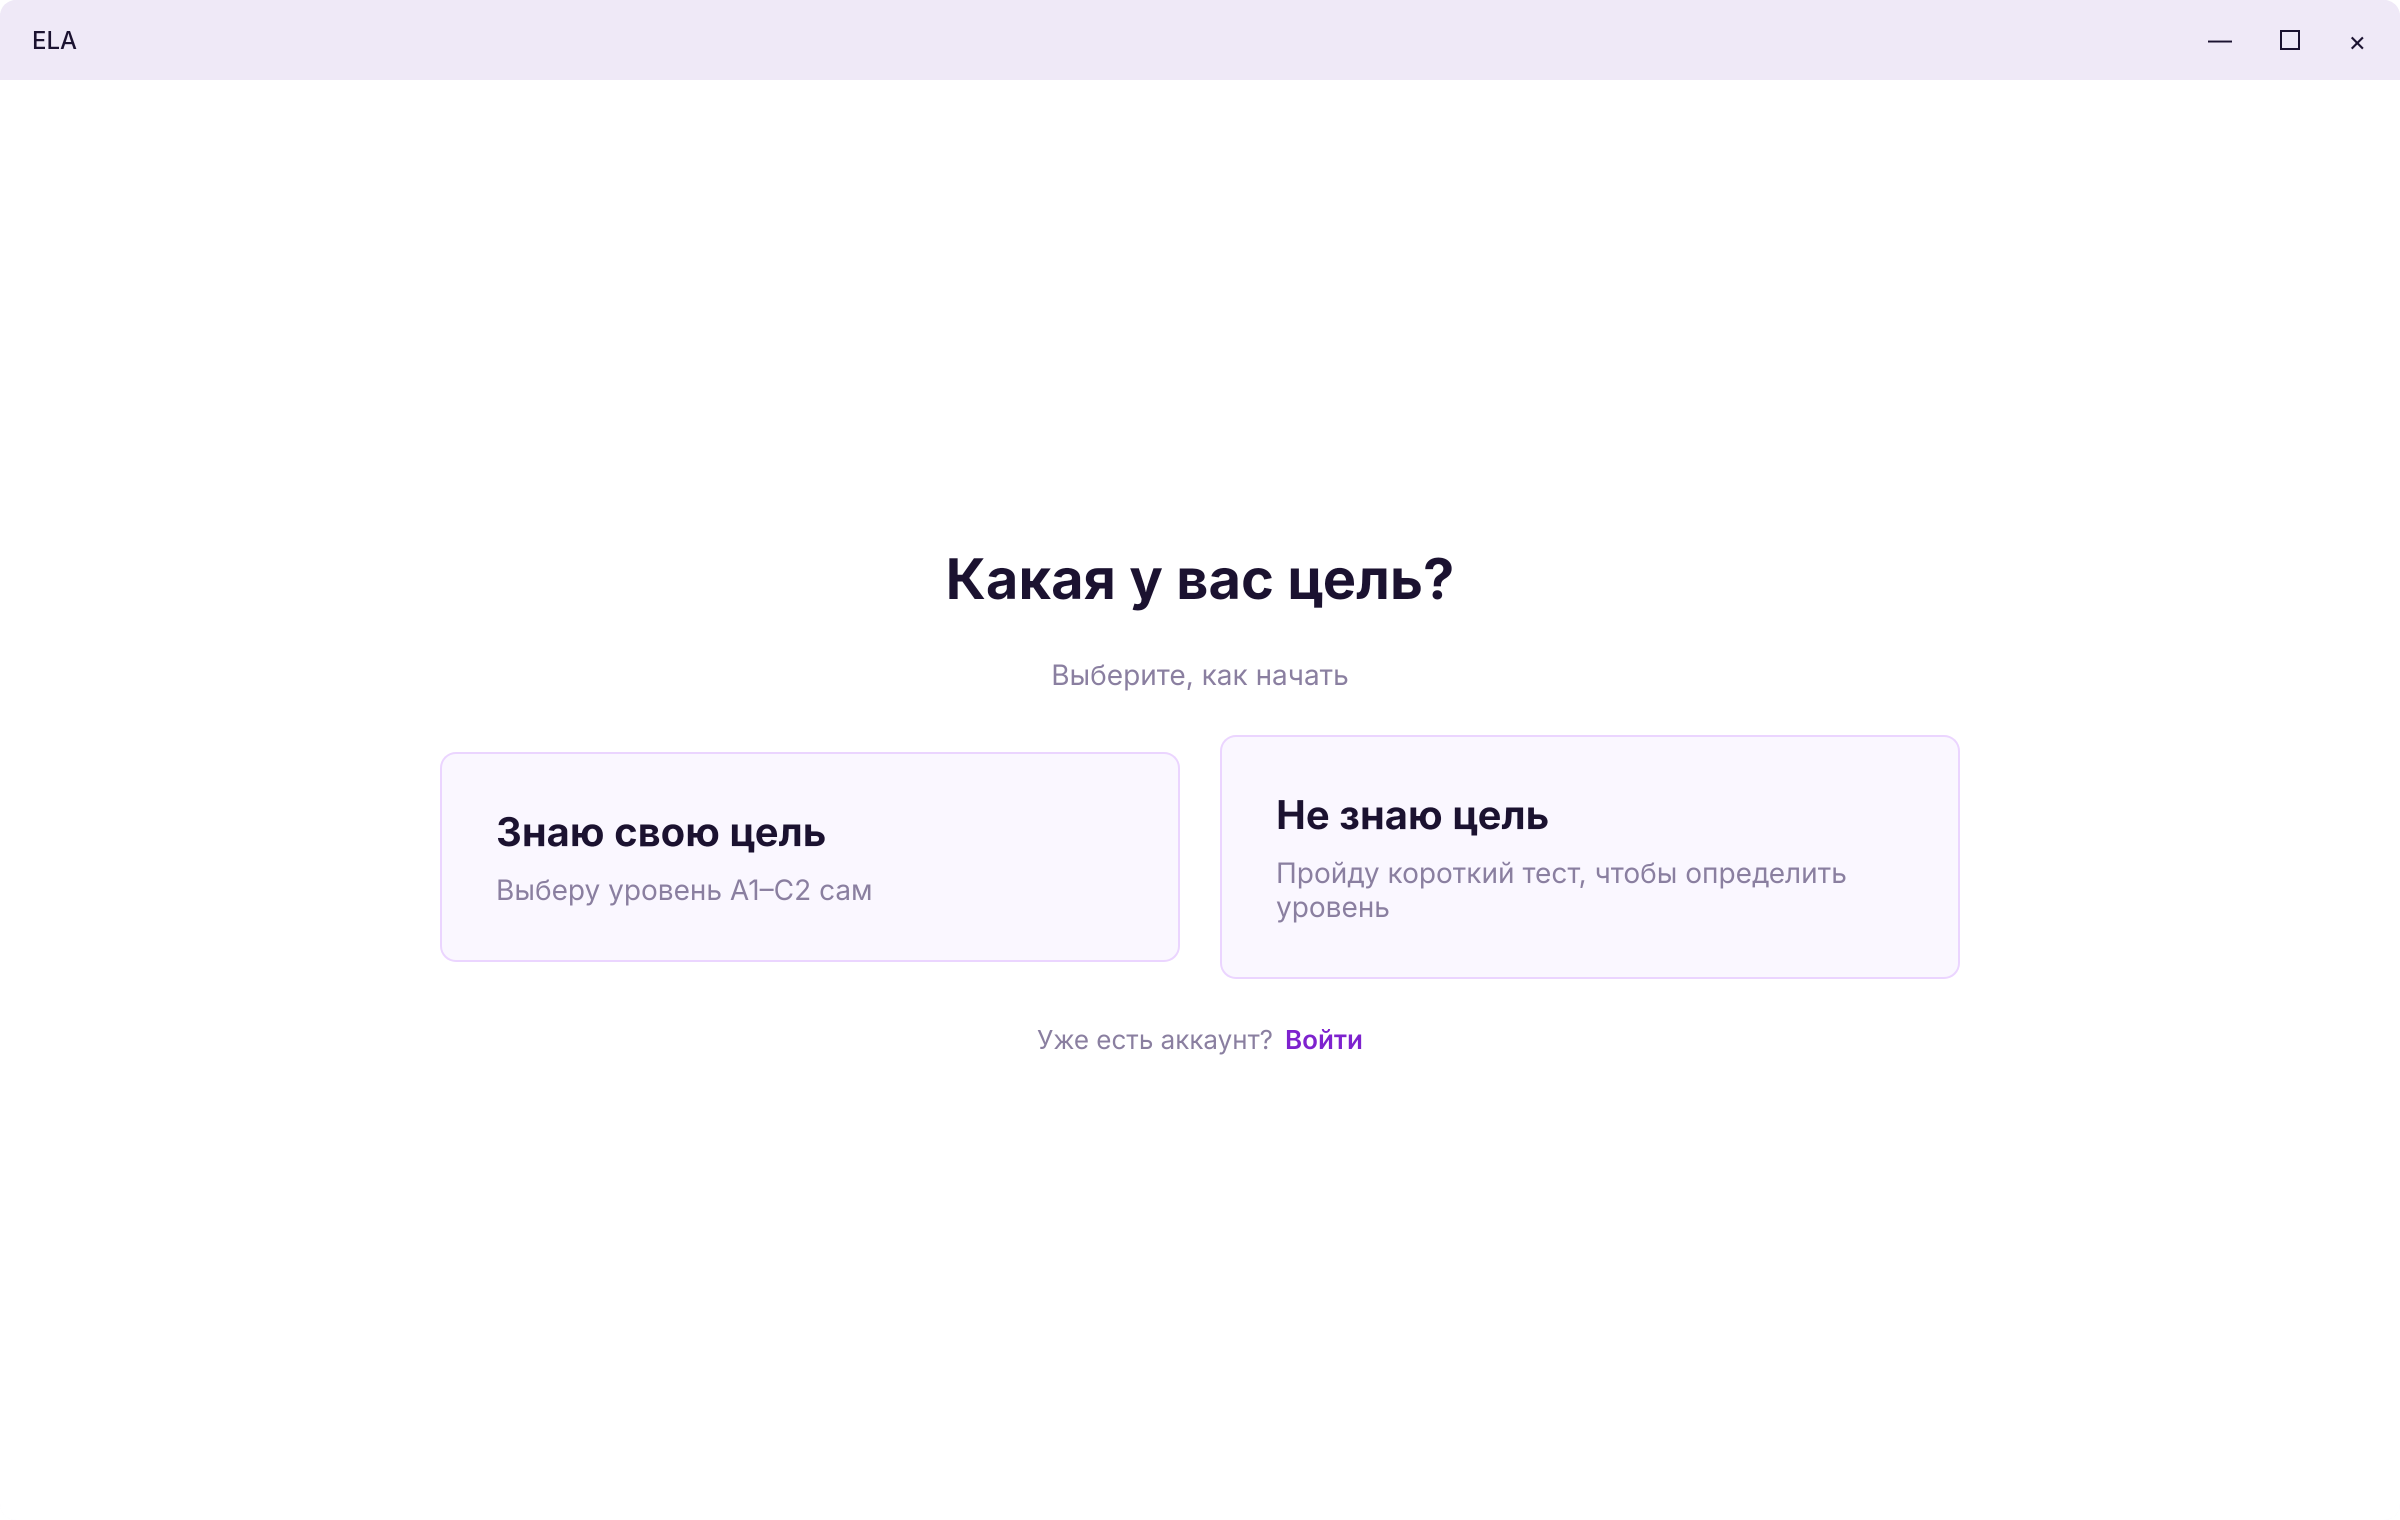 ELA
Какая у вас цель?
Выберите, как начать
Знаю свою цель
Выберу уровень A1–C2 сам
Не знаю цель
Пройду короткий тест, чтобы определить
уровень
Уже есть аккаунт? Войти